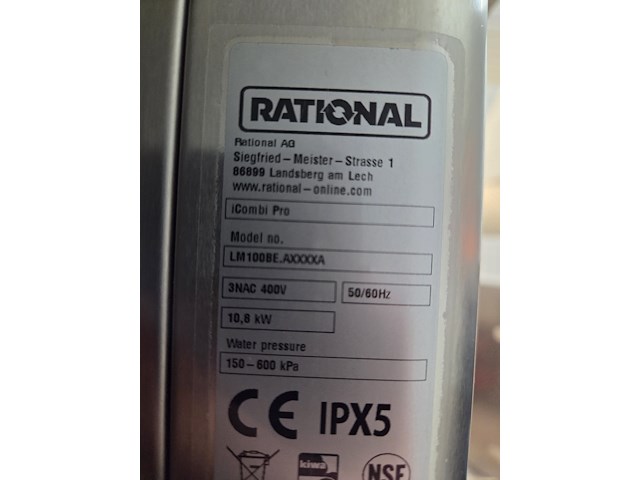 RATIONAL
Rational AG
Siegfried – Meister – Strasse 1
86899 Landsberg am Lech
www.rational-online.com
iCombi Pro
Model no.
LM100BE.AXXXXA
3NAC 400V 50/60Hz
10,8 kW
Water pressure
150 – 600 kPa
CE IPX5
kiwa NSF